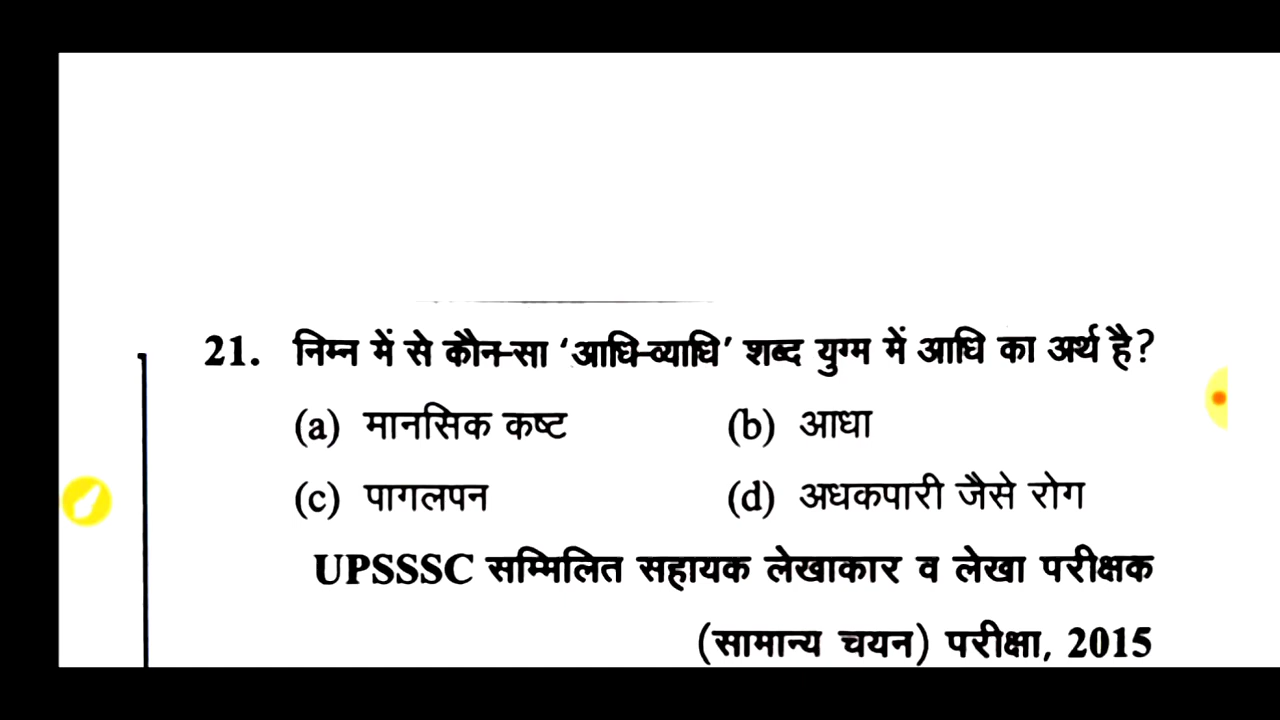 21. निम्न में से कौन-सा ‘आधि-व्याधि’ शब्द युग्म में आधि का अर्थ है?
(a) मानसिक कष्ट (b) आधा
(c) पागलपन (d) अधकपारी जैसे रोग
UPSSSC सम्मिलित सहायक लेखाकार व लेखा परीक्षक
(सामान्य चयन) परीक्षा, 2015